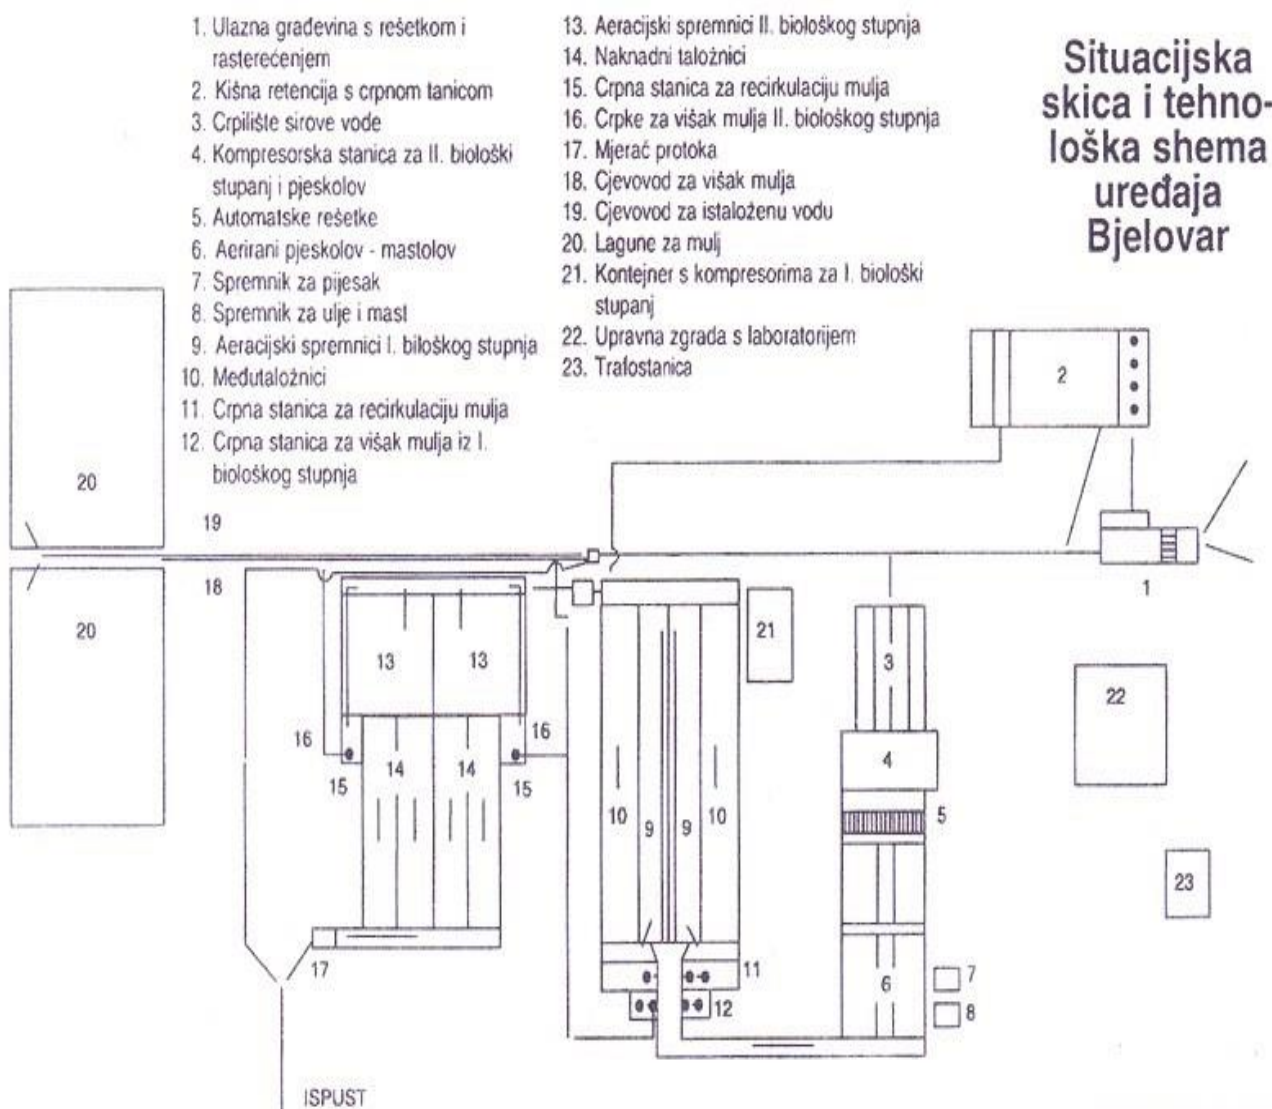 1. Ulazna građevina s rešetkom i
rasterećenjem
2. Kišna retencija s crpnom tanicom
3. Crpilište sirove vode
4. Kompresorska stanica za II. biološki
stupanj i pjeskolov
5. Automatske rešetke
6. Aerirani pjeskolov - mastolov
7. Spremnik za pijesak
8. Spremnik za ulje i mast
9. Aeracijski spremnici I. biloškog stupnja
10. Međutaložnici
11. Crpna stanica za recirkulaciju mulja
12. Crpna stanica za višak mulja iz I.
biološkog stupnja
13. Aeracijski spremnici II. biološkog stupnja
14. Naknadni taložnici
15. Crpna stanica za recirkulaciju mulja
16. Crpke za višak mulja II. biološkog stupnja
17. Mjerač protoka
18. Cjevovod za višak mulja
19. Cjevovod za istaloženu vodu
20. Lagune za mulj
21. Kontejner s kompresorima za I. biološki
stupanj
22. Upravna zgrada s laboratorijem
23. Trafostanica
Situacijska
skica i tehno-
loška shema
uređaja
Bjelovar
2
20
19
18
1
20
21
13
13
3
22
16
16
4
15
14
14
15
10
9
9
10
5
23
17
11
6
7
12
8
ISPUST